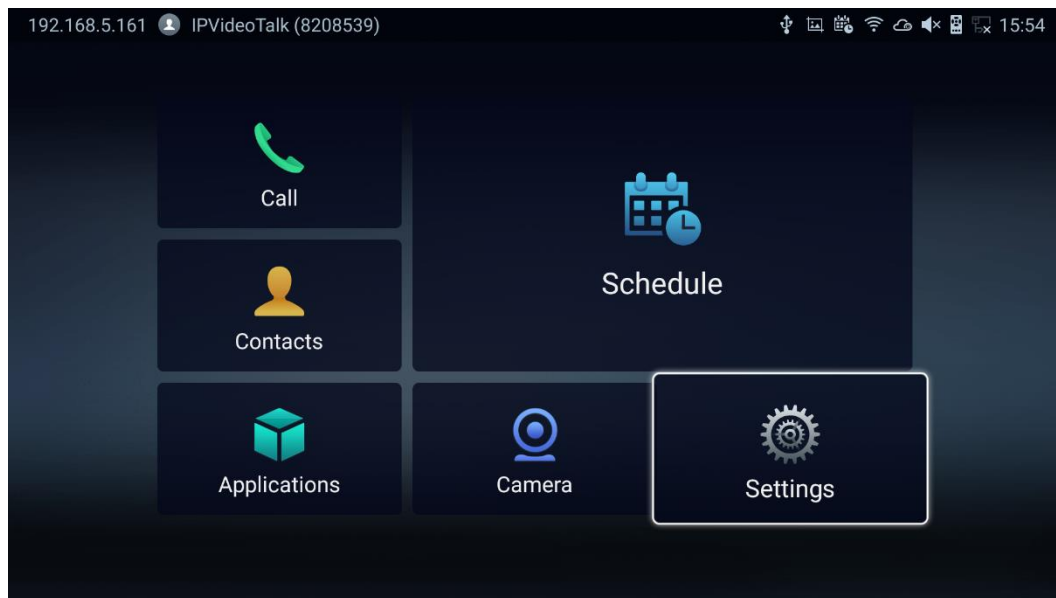 192.168.5.161 IPVideoTalk (8208539) 15:54
Call
Schedule
Contacts
Applications
Camera
Settings